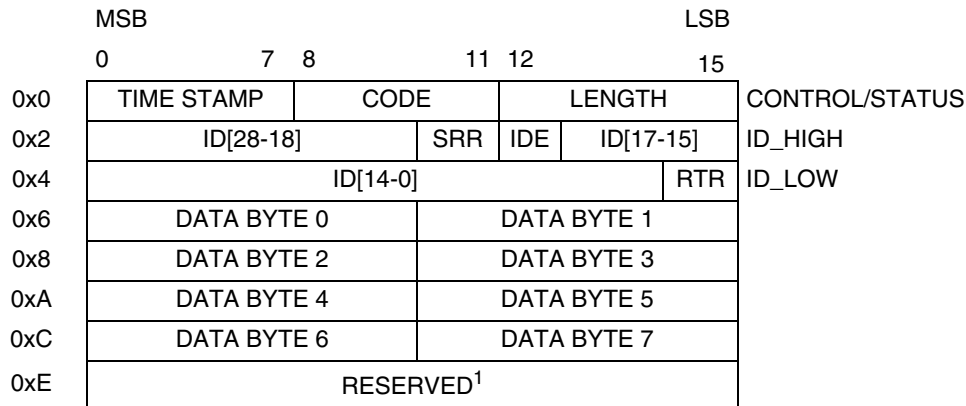 MSB LSB
0 7 8 11 12 15
0x0 TIME STAMP CODE LENGTH CONTROL/STATUS
0x2 ID[28-18] SRR IDE ID[17-15] ID_HIGH
0x4 ID[14-0] RTR ID_LOW
0x6 DATA BYTE 0 DATA BYTE 1
0x8 DATA BYTE 2 DATA BYTE 3
0xA DATA BYTE 4 DATA BYTE 5
0xC DATA BYTE 6 DATA BYTE 7
0xE RESERVED1